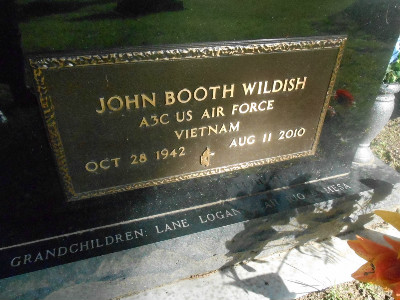 JOHN BOOTH WILDISH
A3C US AIR FORCE
VIETNAM
OCT 28 1942 AUG 11 2010
GRANDCHILDREN: LANE LOGAN